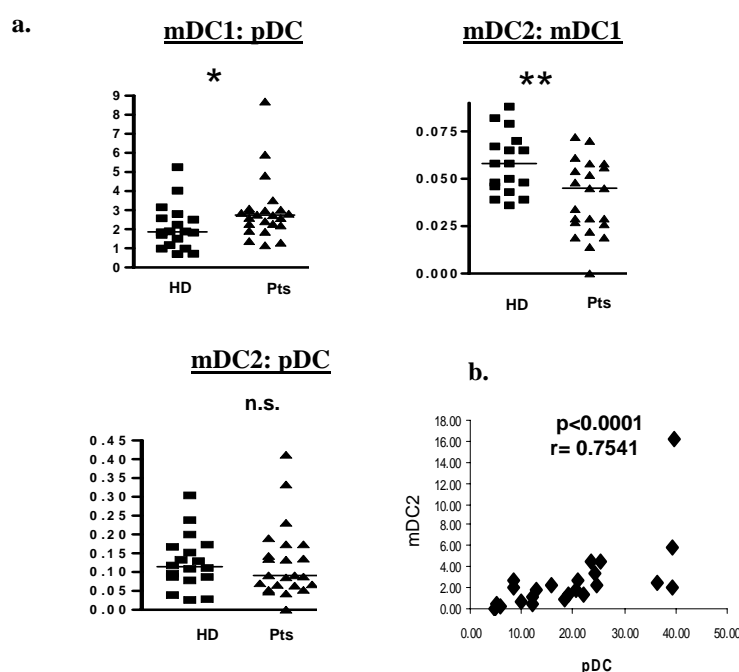 a.
mDC1: pDC
*
9
8
7
6
5
4
3
2
1
0
HD Pts
mDC2: mDC1
**
0.075
0.050
0.025
0.000
HD Pts
mDC2: pDC
n.s.
0.45
0.40
0.35
0.30
0.25
0.20
0.15
0.10
0.05
0.00
HD Pts
b.
p<0.0001
r= 0.7541
mDC2
18.00
16.00
14.00
12.00
10.00
8.00
6.00
4.00
2.00
0.00
0.00 10.00 20.00 30.00 40.00 50.00
pDC